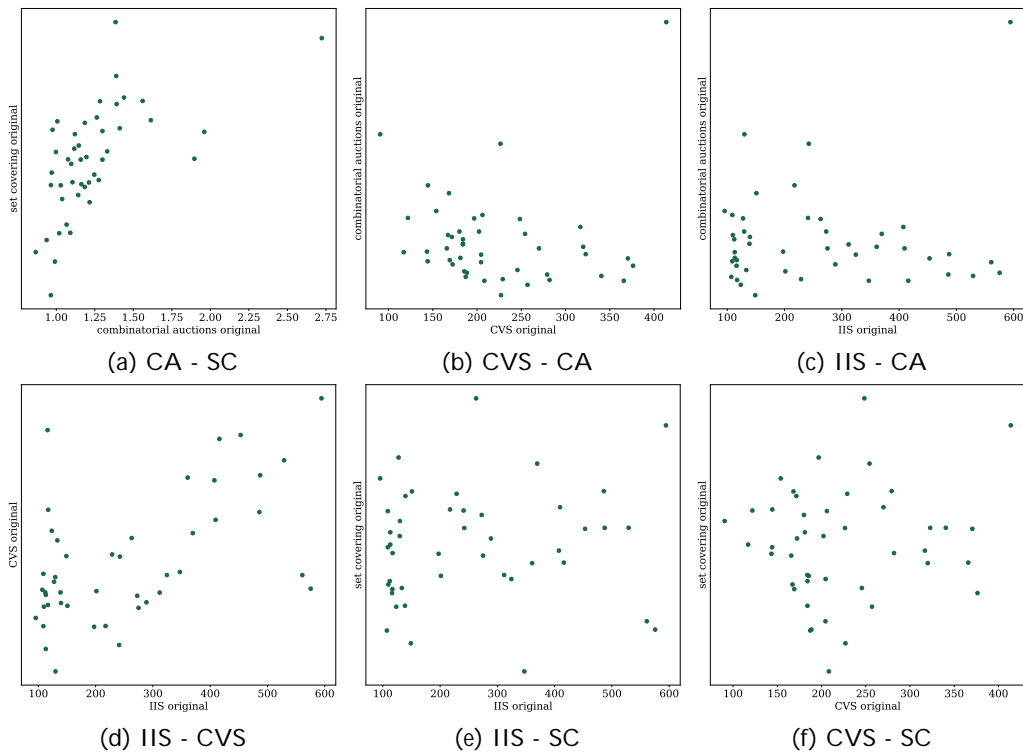 set covering original
1.00 1.25 1.50 1.75 2.00 2.25 2.50 2.75
combinatorial auctions original
(a) CA - SC
combinatorial auctions original
100 150 200 250 300 350 400
CVS original
(b) CVS - CA
combinatorial auctions original
100 200 300 400 500 600
IIS original
(c) IIS - CA
CVS original
100 200 300 400 500 600
IIS original
(d) IIS - CVS
set covering original
100 200 300 400 500 600
IIS original
(e) IIS - SC
set covering original
100 150 200 250 300 350 400
CVS original
(f) CVS - SC